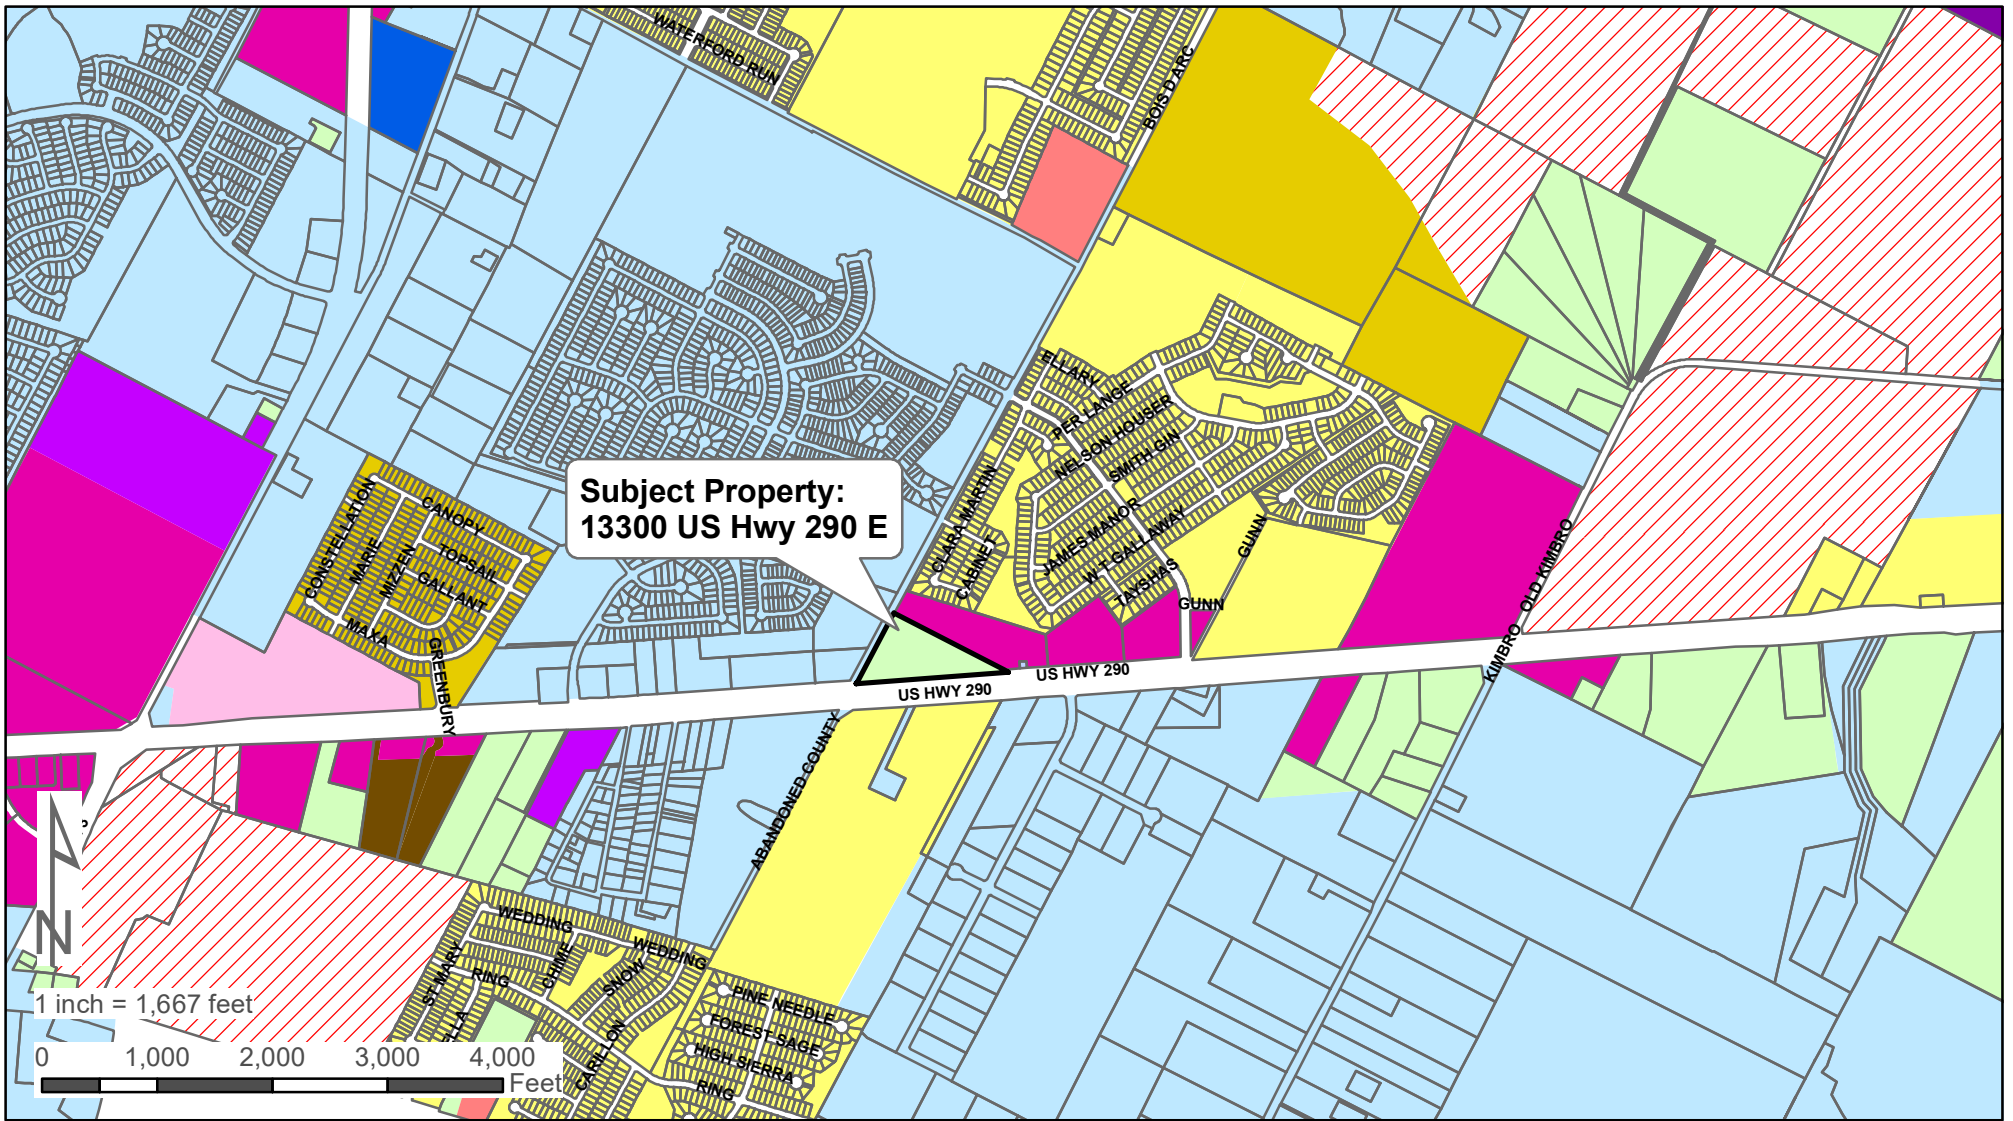 WATERFORD RUN
BOIS D ARC
ELLARY
PER LANGE
NELSON HOUSER
SMITH GIN
CLARA MARTIN
CABINET
JAMES MANOR
W T GALLAWAY
TAYSHAS
GUNN
GUNN
Subject Property:
13300 US Hwy 290 E
CONSTELLATION
CANOPY
MARIE
MIZZEN
TOPSAIL
GALLANT
MAXA
GREENBURY
OLD KIMBRO
KIMBRO
US HWY 290
US HWY 290
ABANDONED COUNTY
WEDDING
WEDDING
ST MARY
RING
CHIME
SNOW
CARILLON
PINE NEEDLE
FOREST SAGE
HIGH SIERRA
RING
N
1 inch = 1,667 feet
0 1,000 2,000 3,000 4,000
Feet